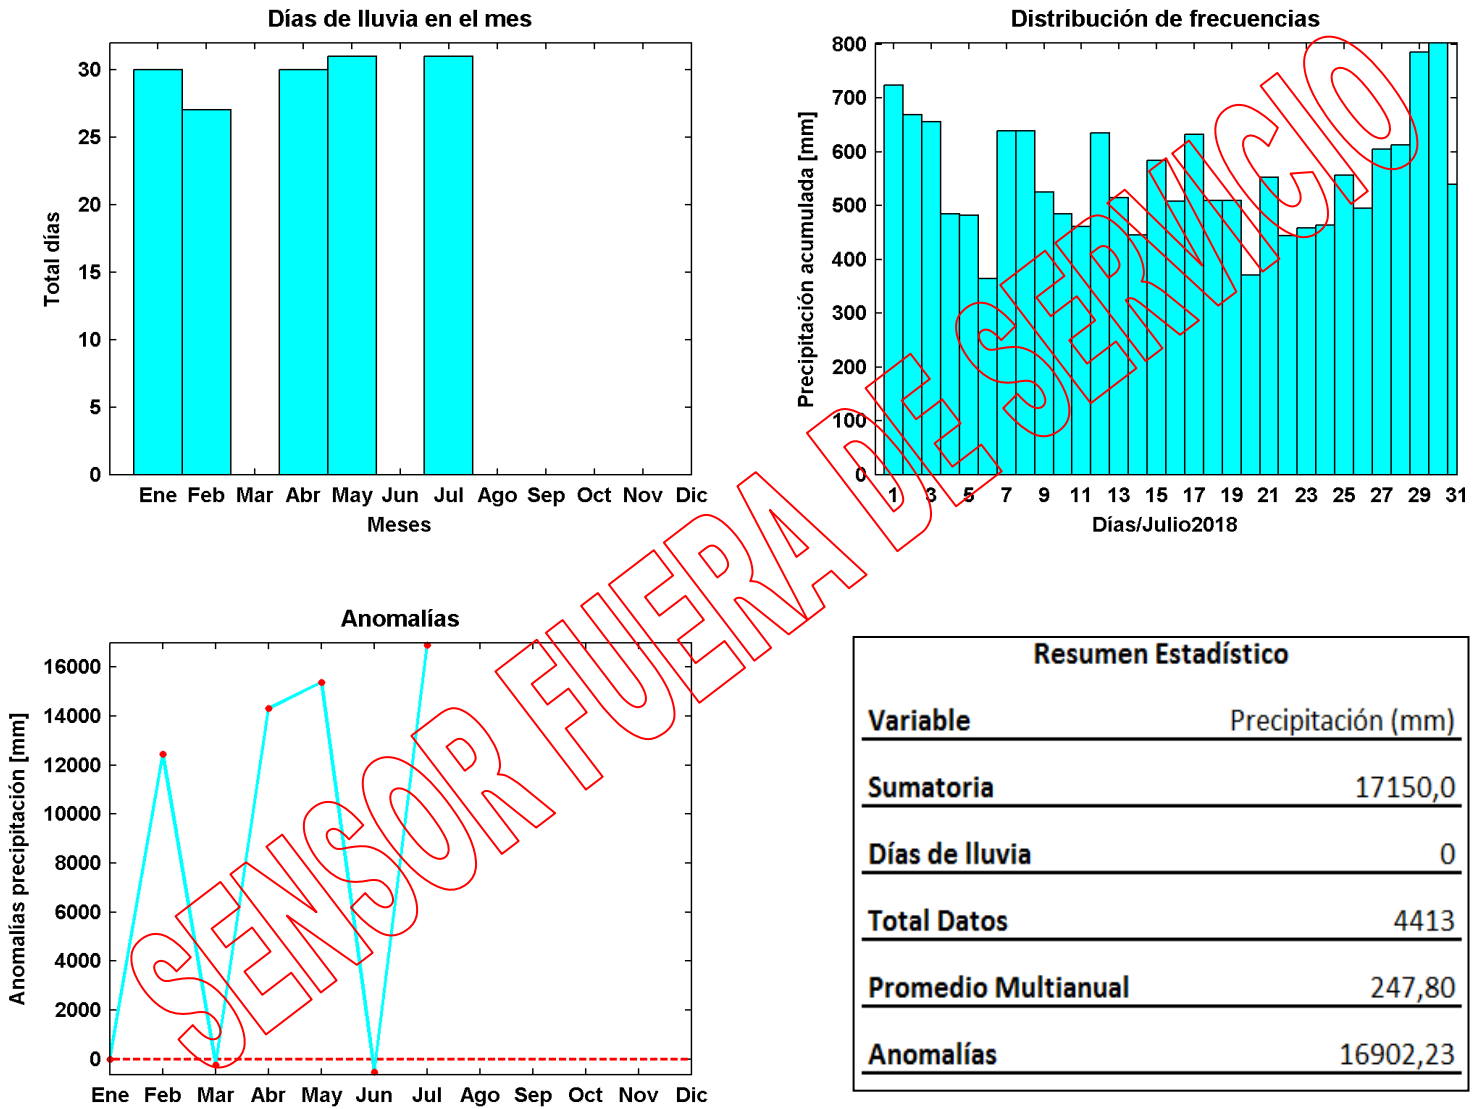 Días de lluvia en el mes
Total días
30
25
20
15
10
5
0
Ene Feb Mar Abr May Jun Jul Ago Sep Oct Nov Dic
Meses
Distribución de frecuencias
Precipitación acumulada [mm]
800
700
600
500
400
300
200
100
0
1 3 5 7 9 11 13 15 17 19 21 23 25 27 29 31
Días/Julio2018
SENSOR FUERA DE SERVICIO
Anomalías
Anomalías precipitación [mm]
16000
14000
12000
10000
8000
6000
4000
2000
0
Ene Feb Mar Abr May Jun Jul Ago Sep Oct Nov Dic
Resumen Estadístico
Variable Precipitación (mm)
Sumatoria 17150,0
Días de lluvia 0
Total Datos 4413
Promedio Multianual 247,80
Anomalías 16902,23